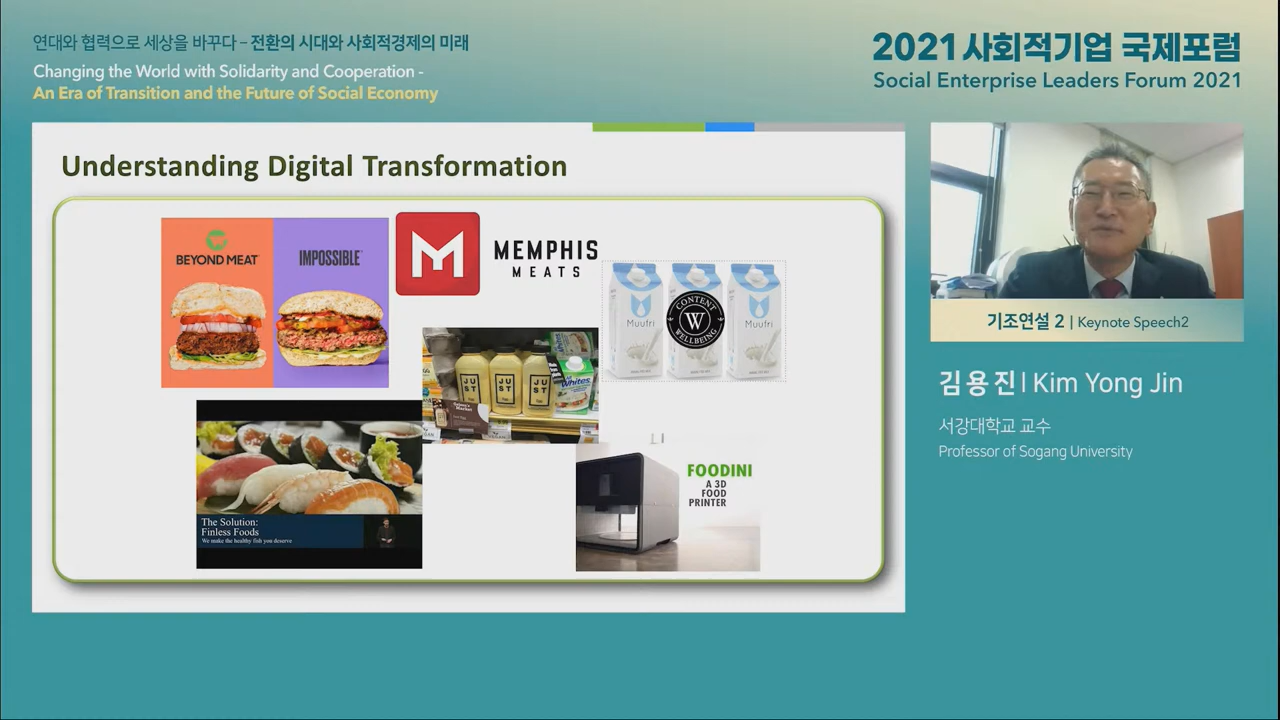 연대와 협력으로 세상을 바꾸다 – 전환의 시대와 사회적경제의 미래
Changing the World with Solidarity and Cooperation -
An Era of Transition and the Future of Social Economy
2021 사회적기업 국제포럼
Social Enterprise Leaders Forum 2021
Understanding Digital Transformation
BEYOND MEAT
IMPOSSIBLE
M
MEMPHIS
MEATS
Muufri
CONTENT
W
WELLBEING
Muufri
JUST
JUST
JUST
Whites
The Solution:
Finless Foods
We make the healthy fish you deserve
FOODINI
A 3D
FOOD
PRINTER
기조연설 2 | Keynote Speech2
김용진 | Kim Yong Jin
서강대학교 교수
Professor of Sogang University